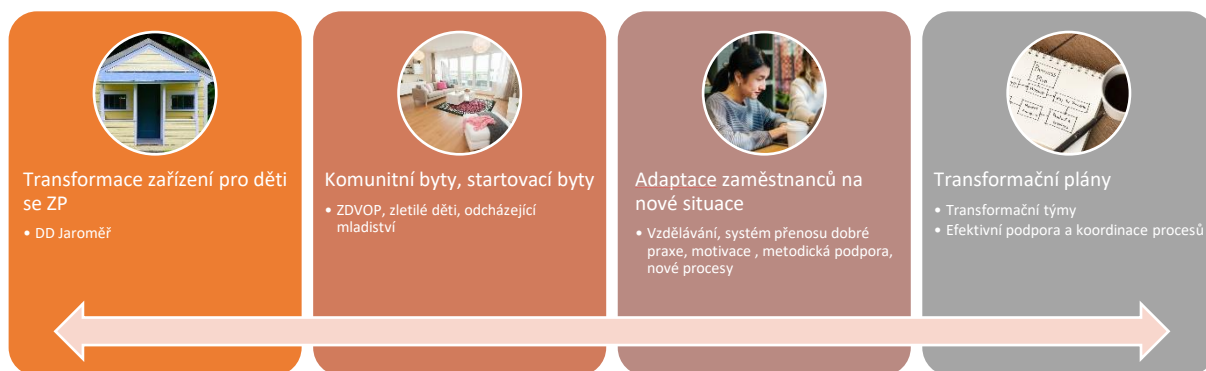 Transformace zařízení pro děti
se ZP
• DD Jaroměř
Komunitní byty, startovací byty
• ZDVOP, zletilé děti, odcházející
mladiství
Adaptace zaměstnanců na
nové situace
• Vzdělávání, systém přenosu dobré
praxe, motivace , metodická podpora,
nové procesy
Transformační plány
• Transformační týmy
• Efektivní podpora a koordinace procesů